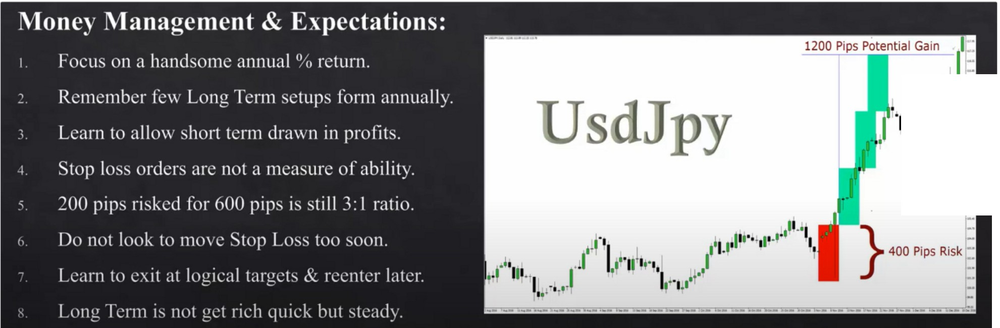 Money Management & Expectations:
1. Focus on a handsome annual % return.
2. Remember few Long Term setups form annually.
3. Learn to allow short term drawn in profits.
4. Stop loss orders are not a measure of ability.
5. 200 pips risked for 600 pips is still 3:1 ratio.
6. Do not look to move Stop Loss too soon.
7. Learn to exit at logical targets & reenter later.
8. Long Term is not get rich quick but steady.
1200 Pips Potential Gain
UsdJpy
400 Pips Risk